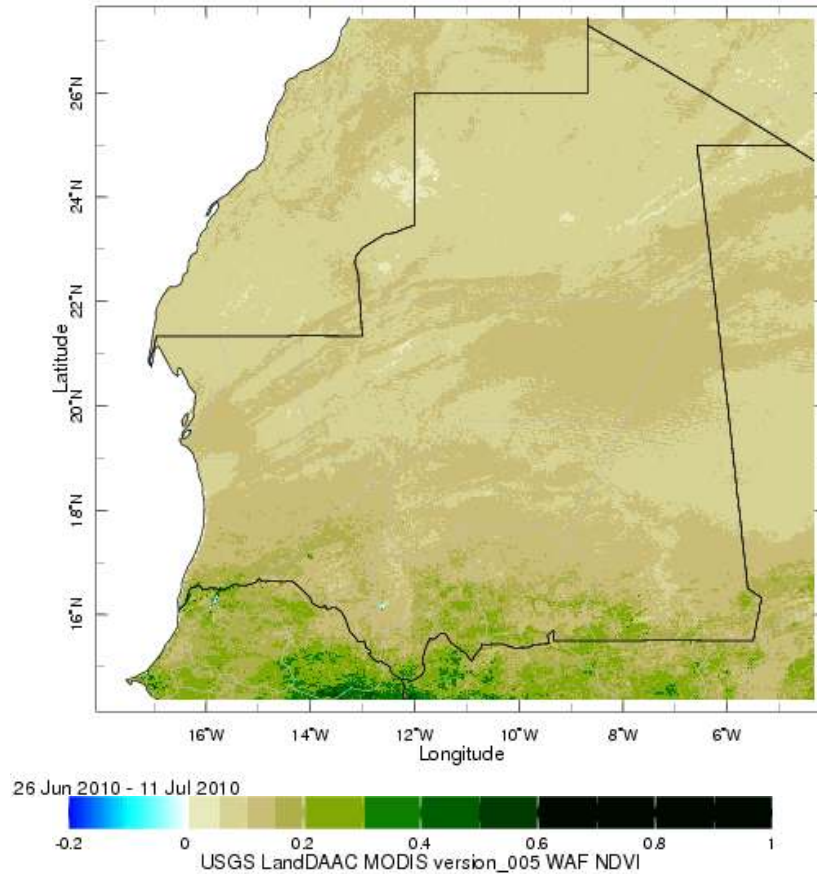 26°N
24°N
22°N
Latitude
20°N
18°N
16°N
16°W 14°W 12°W 10°W 8°W 6°W
Longitude
26 Jun 2010 - 11 Jul 2010
-0.2 0 0.2 0.4 0.6 0.8 1
USGS LandDAAC MODIS version_005 WAF NDVI